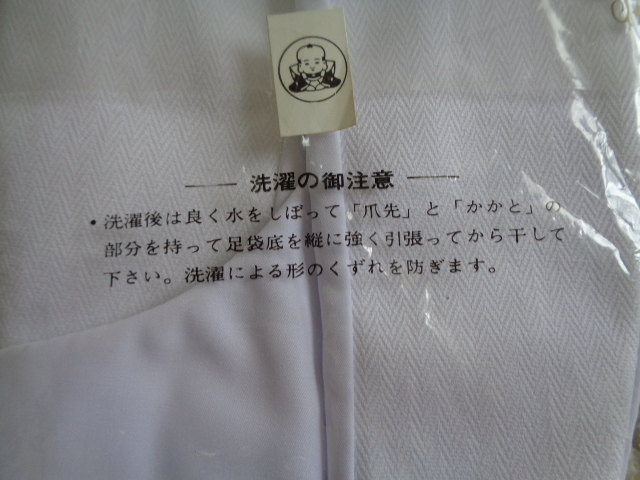 洗濯の御注意
・洗濯後は良く水をしぼって「爪先」と「かかと」の
部分を持って足袋底を縦に強く引張ってから干して
下さい。洗濯による形のくずれを防ぎます。